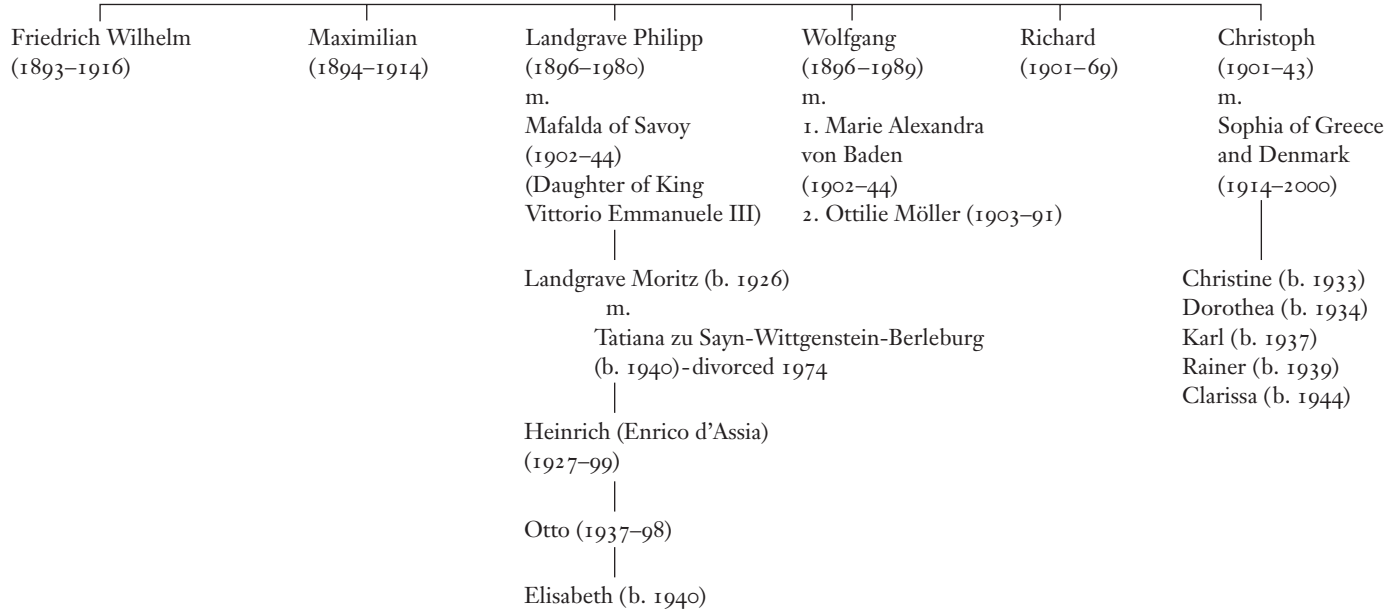 Friedrich Wilhelm
(1893–1916)
Maximilian
(1894–1914)
Landgrave Philipp
(1896–1980)
m.
Mafalda of Savoy
(1902–44)
(Daughter of King
Vittorio Emmanuele III)
Wolfgang
(1896–1989)
m.
1. Marie Alexandra
von Baden
(1902–44)
2. Ottilie Möller (1903–91)
Richard
(1901–69)
Christoph
(1901–43)
m.
Sophia of Greece
and Denmark
(1914–2000)
Landgrave Moritz (b. 1926)
m.
Tatiana zu Sayn-Wittgenstein-Berleburg
(b. 1940)-divorced 1974
Heinrich (Enrico d'Assia)
(1927–99)
Otto (1937–98)
Elisabeth (b. 1940)
Christine (b. 1933)
Dorothea (b. 1934)
Karl (b. 1937)
Rainer (b. 1939)
Clarissa (b. 1944)